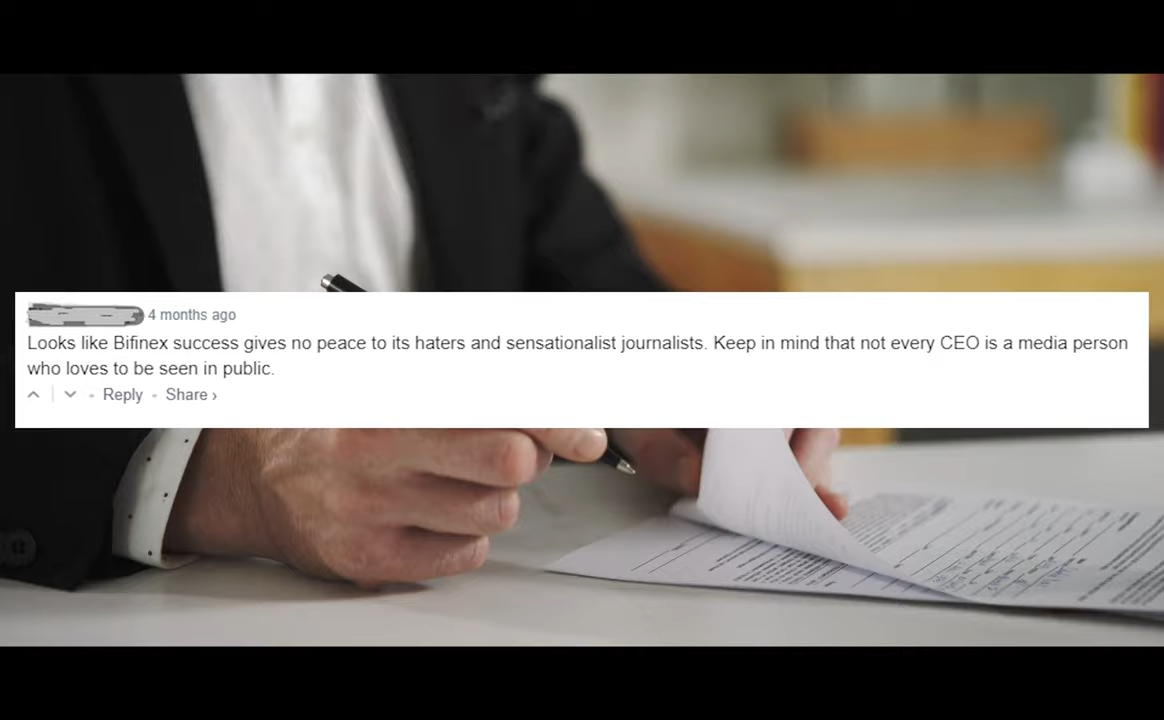 4 months ago
Looks like Bifinex success gives no peace to its haters and sensationalist journalists. Keep in mind that not every CEO is a media person
who loves to be seen in public.
Reply Share ›